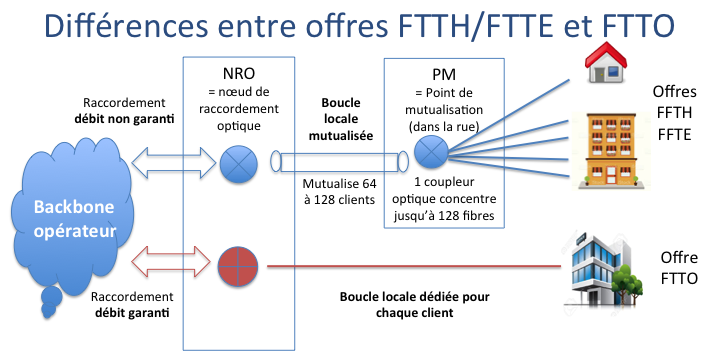 Différences entre offres FTTH/FTTE et FTTO
NRO
= nœud de
raccordement
optique
PM
= Point de
mutualisation
(dans la rue)
Raccordement
débit non garanti
Boucle
locale
mutualisée
Offres
FFTH
FFTE
Mutualise 64
à 128 clients
1 coupleur
optique concentre
jusqu'à 128 fibres
Backbone
opérateur
Raccordement
débit garanti
Boucle locale dédiée pour
chaque client
Offre
FTTO